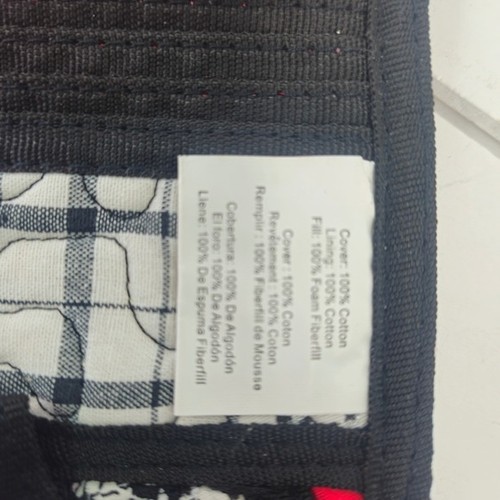 Cover: 100% Cotton
Lining: 100% Cotton
Fill: 100% Foam Fiberfill
Cover: 100% Coton
Revêtement: 100% Coton
Remplir: 100% Fiberfill de Mousse
Cobertura: 100% De Algodón
El foro: 100% De Algodón
Llene: 100% De Espuma Fiberfill